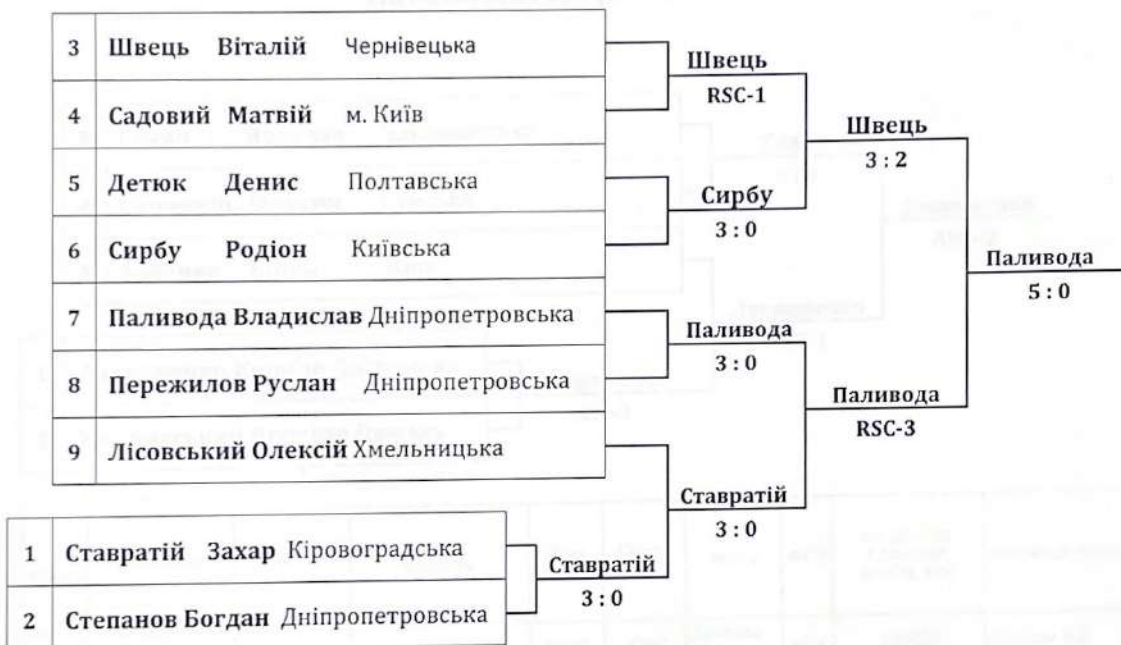 3 Швець Віталій Чернівецька
4 Садовий Матвій м. Київ
5 Детюк Денис Полтавська
6 Сирбу Родіон Київська
7 Паливода Владислав Дніпропетровська
8 Пережилов Руслан Дніпропетровська
9 Лісовський Олексій Хмельницька
1 Ставратій Захар Кіровоградська
2 Степанов Богдан Дніпропетровська
Ставратій
3 : 0
Швець
RSC-1
Сирбу
3 : 0
Паливода
3 : 0
Ставратій
3 : 0
Швець
3 : 2
Паливода
RSC-3
Паливода
5 : 0